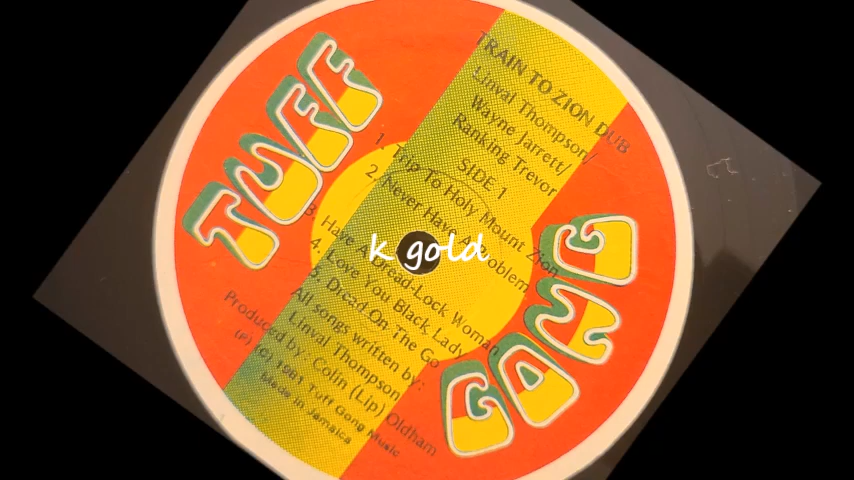 TUFF
GONG
TRAIN TO ZION DUB
Linval Thompson/
Wayne Jarrett/
Ranking Trevor
SIDE 1
1. Trip To Holy Mount Zion
2. Never Have A Problem
3. Have A Dread-Lock Woman
4. Love You Black Lady
5. Dread On The Go
All songs written by:
Linval Thompson
Produced by: Colin (Lip) Oldham
(P) (C) 1981 Tuff Gong Music
Made in Jamaica
k gold